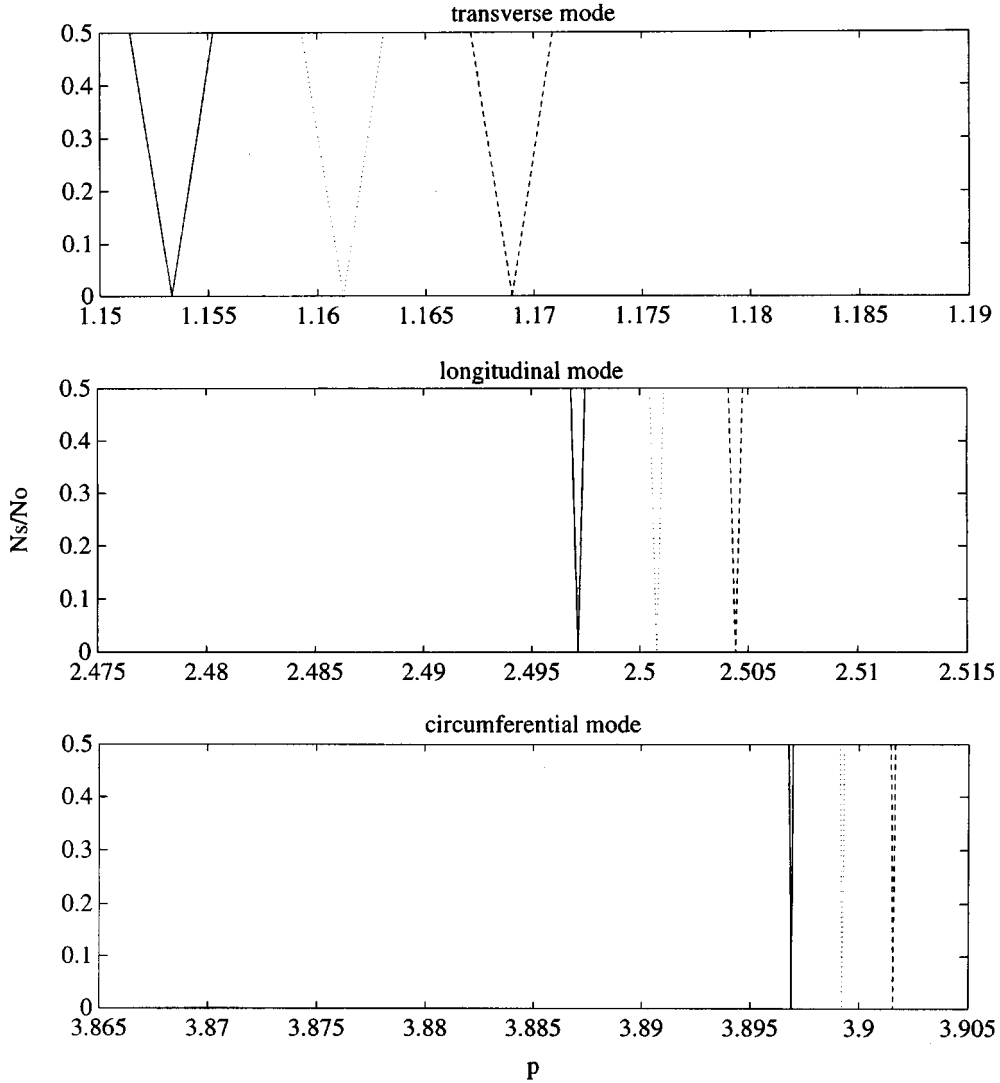 transverse mode
0.5
0.4
0.3
0.2
0.1
0
1.15 1.155 1.16 1.165 1.17 1.175 1.18 1.185 1.19
longitudinal mode
0.5
0.4
0.3
0.2
0.1
0
Ns/No
2.475 2.48 2.485 2.49 2.495 2.5 2.505 2.51 2.515
circumferential mode
0.5
0.4
0.3
0.2
0.1
0
3.865 3.87 3.875 3.88 3.885 3.89 3.895 3.9 3.905
p